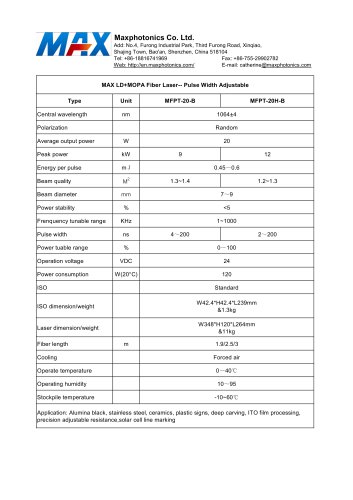 MAX
Maxphotonics Co. Ltd.
Add: No.4, Furong Industrial Park, Third Furong Road, Xinqiao,
Shajing Town, Bao'an, Shenzhen, China 518104
Tel: +86-18816741969 Fax: +86-755-29902782
Web: http://en.maxphotonics.com/ E-mail: catherine@maxphotonics.com
MAX LD+MOPA Fiber Laser-- Pulse Width Adjustable
Type Unit MFPT-20-B MFPT-20H-B
Central wavelength nm 1064±4
Polarization Random
Average output power W 20
Peak power kW 9 12
Energy per pulse mJ 0.45～0.6
Beam quality M² 1.3~1.4 1.2~1.3
Beam diameter mm 7～9
Power stability % <5
Frenquency tunable range KHz 1~1000
Pulse width ns 4～200 2～200
Power tuable range % 0～100
Operation voltage VDC 24
Power consumption W(20°C) 120
ISO Standard
ISO dimension/weight W42.4*H42.4*L239mm
&1.3kg
Laser dimension/weight W348*H120*L264mm
&11kg
Fiber length m 1.9/2.5/3
Cooling Forced air
Operate temperature 0～40℃
Operating humidity 10～95
Stockpile temperature -10~60℃
Application: Alumina black, stainless steel, ceramics, plastic signs, deep carving, ITO film processing,
precision adjustable resistance,solar cell line marking